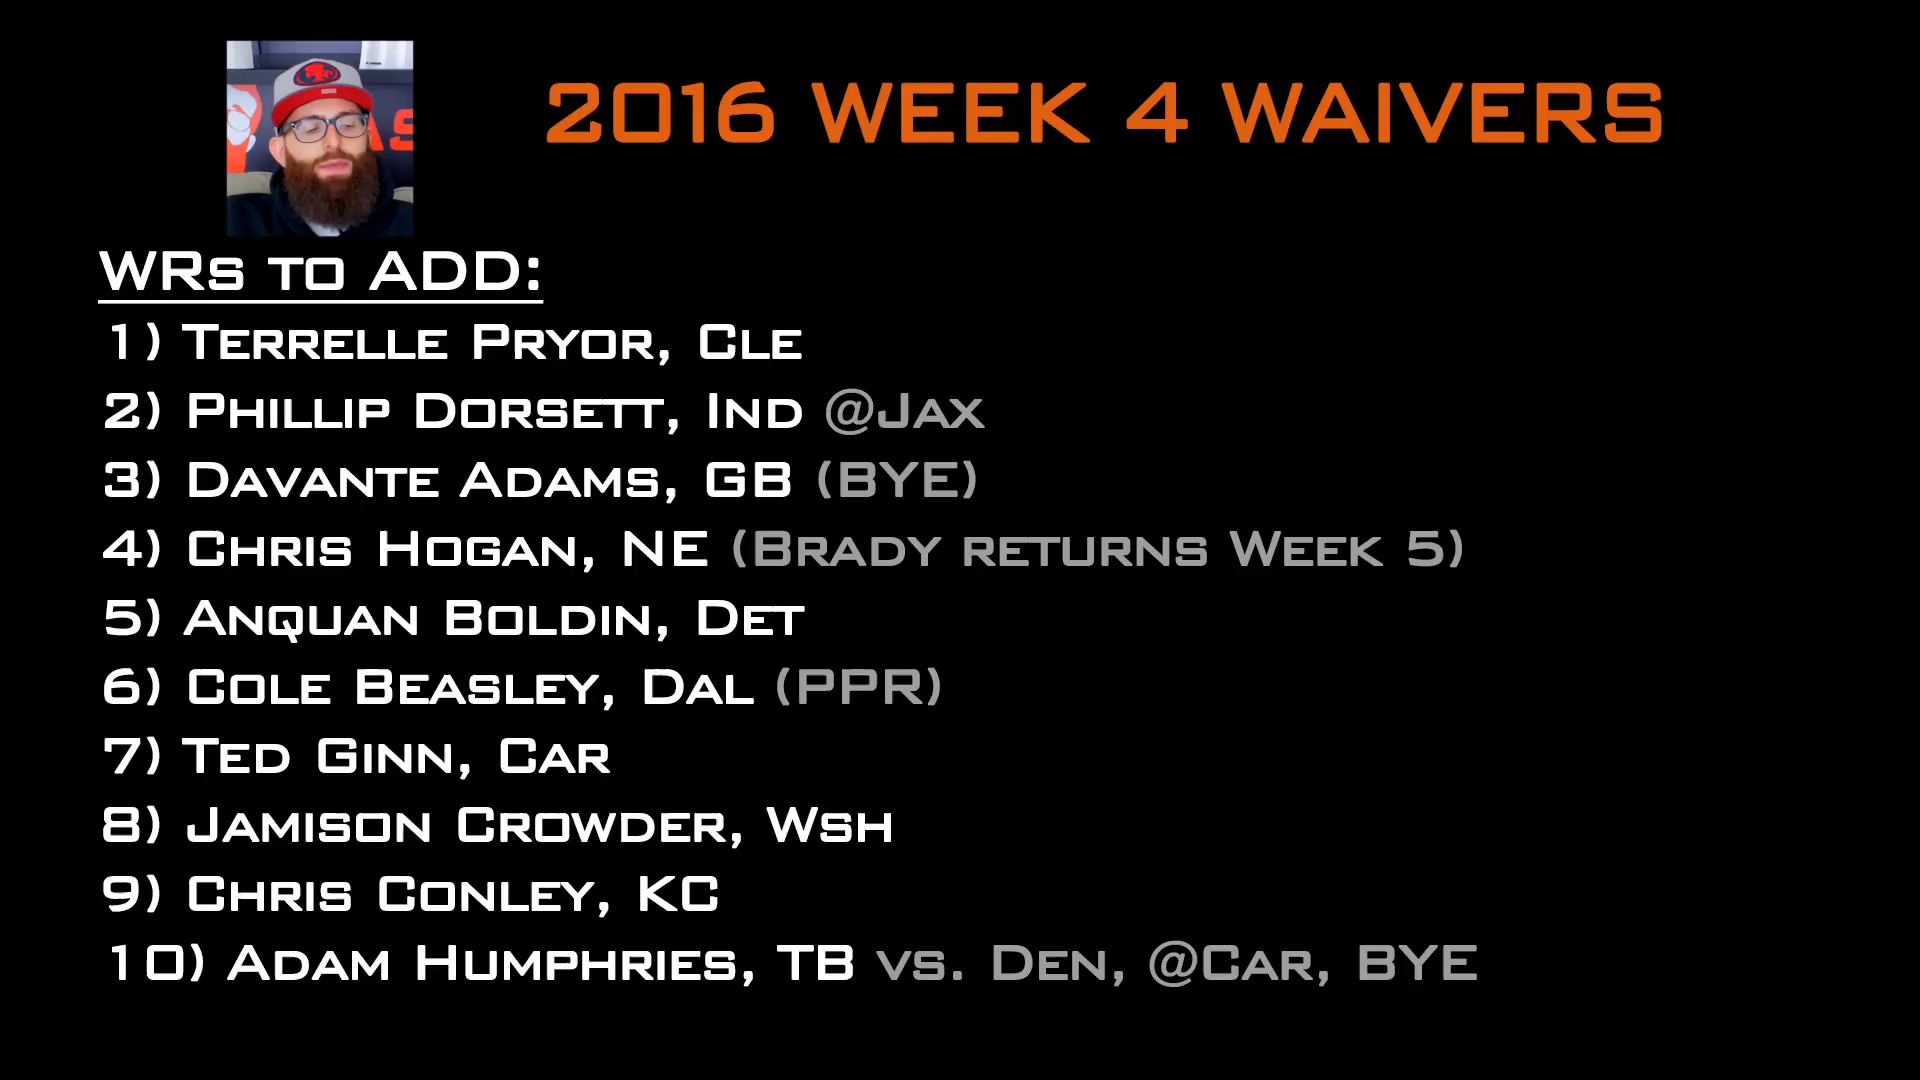 2016 WEEK 4 WAIVERS
AS
WRs to ADD:
1) Terrelle Pryor, Cle
2) Phillip Dorsett, Ind @Jax
3) Davante Adams, GB (BYE)
4) Chris Hogan, NE (Brady returns Week 5)
5) Anquan Boldin, Det
6) Cole Beasley, Dal (PPR)
7) Ted Ginn, Car
8) Jamison Crowder, Wsh
9) Chris Conley, KC
10) Adam Humphries, TB vs. Den, @Car, BYE